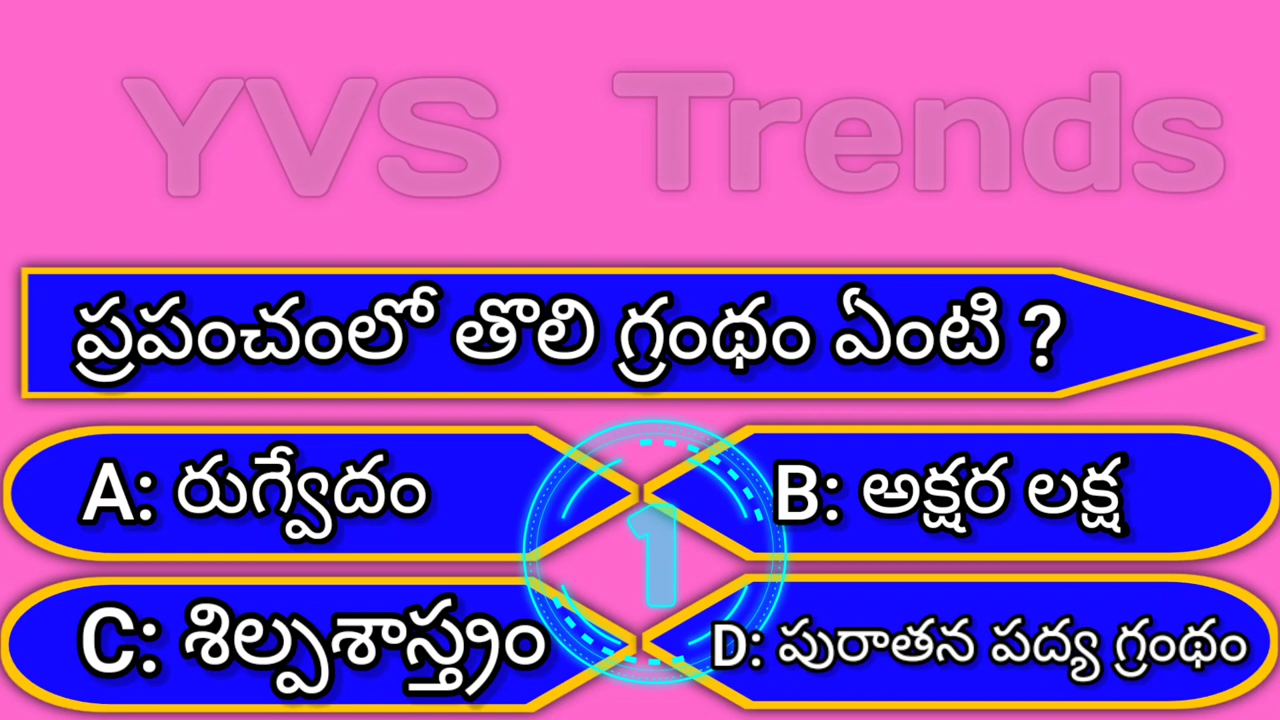 YVS Trends
ప్రపంచంలో తొలి గ్రంథం ఏంటి ?
A: రుగ్వేదం
B: అక్షర లక్ష
1
C: శిల్పశాస్త్రం
D: పురాతన పద్య గ్రంథం